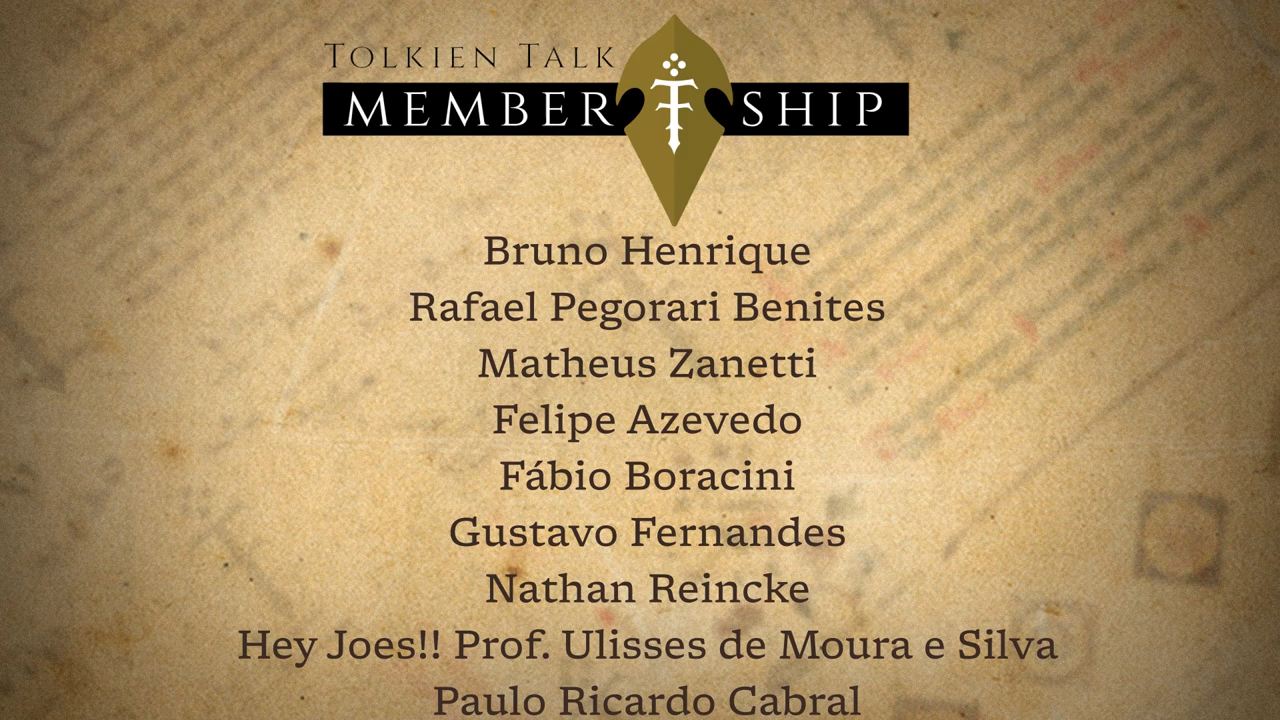 Tolkien Talk
MEMBERSHIP
Bruno Henrique
Rafael Pegorari Benites
Matheus Zanetti
Felipe Azevedo
Fábio Boracini
Gustavo Fernandes
Nathan Reincke
Hey Joes!! Prof. Ulisses de Moura e Silva
Paulo Ricardo Cabral